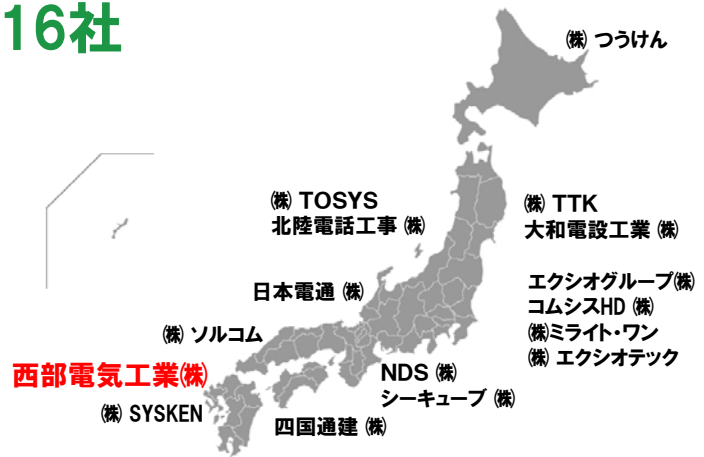 16社
㈱ つうけん
㈱ TOSYS
北陸電話工事 ㈱
㈱ TTK
大和電設工業 ㈱
日本電通 ㈱
エクシオグループ㈱
コムシスHD ㈱
㈱ミライト・ワン
㈱ エクシオテック
㈱ ソルコム
西部電気工業㈱
NDS ㈱
シーキューブ ㈱
㈱ SYSKEN
四国通建 ㈱